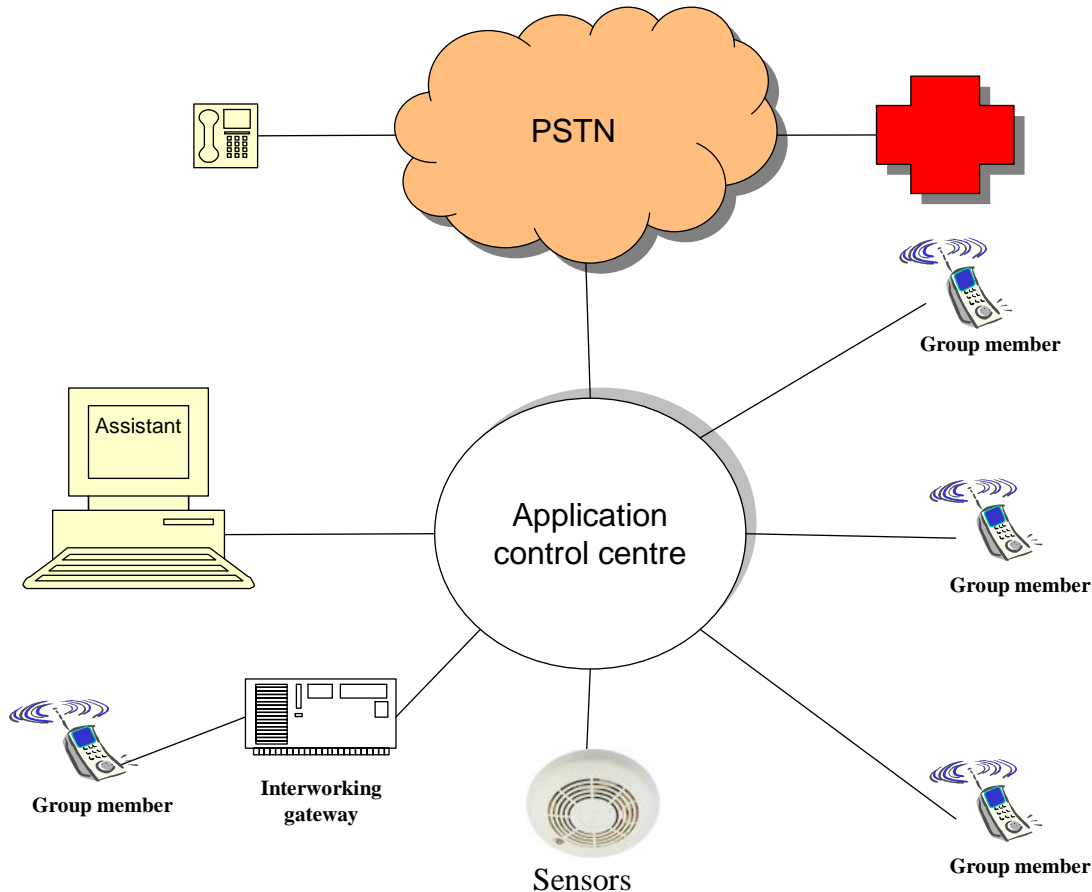 PSTN
Group member
Assistant
Application
control centre
Group member
Group member
Interworking
gateway
Sensors
Group member